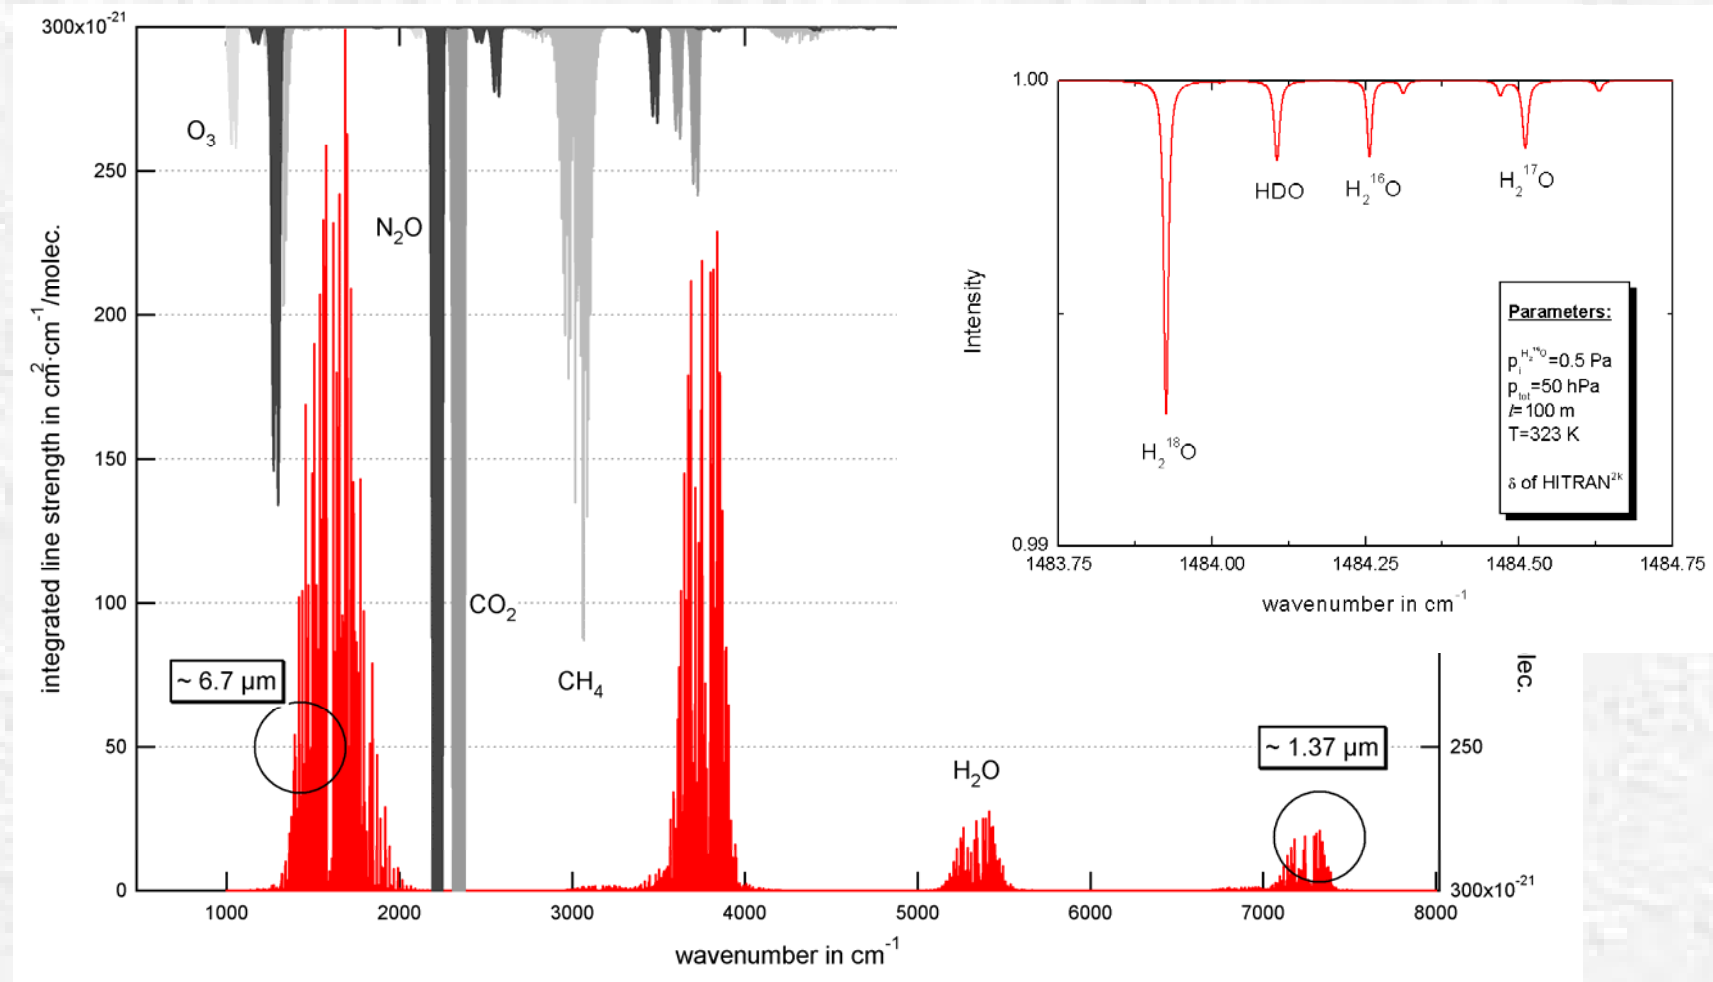 300x10-21
250
200
150
100
50
0
integrated line strength in cm2·cm-1/molec.
1000
2000
3000
4000
5000
6000
7000
8000
wavenumber in cm-1
O3
N2O
CO2
CH4
H2O
~ 6.7 µm
~ 1.37 µm
lec.
250
300x10-21
1.00
0.99
Intensity
1483.75
1484.00
1484.25
1484.50
1484.75
wavenumber in cm-1
H218O
HDO
H216O
H217O
Parameters:
ptot=50 hPa
l=100 m
T=323 K
δ of HITRAN2k